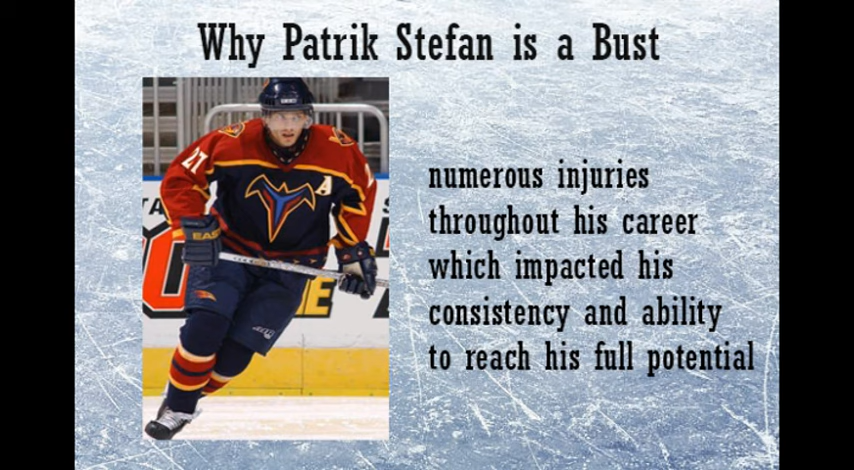 Why Patrik Stefan is a Bust
27
A
numerous injuries
throughout his career
which impacted his
consistency and ability
to reach his full potential